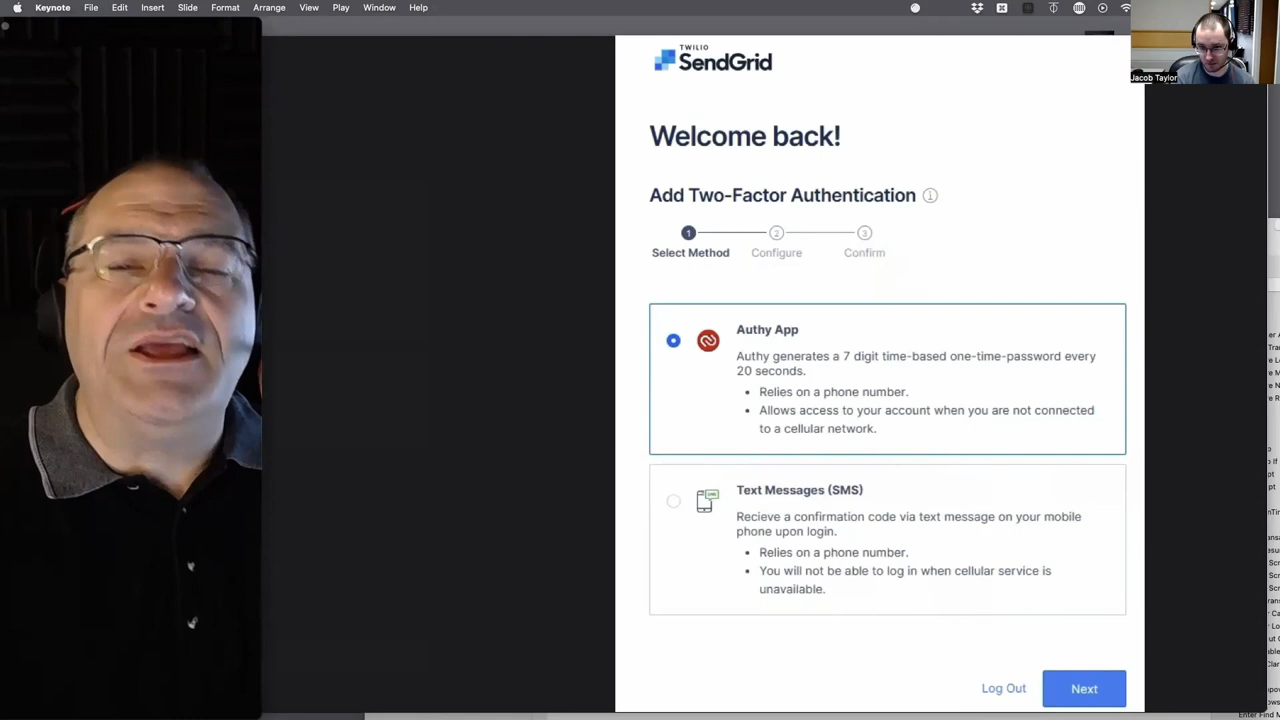 Keynote File Edit Insert Slide Format Arrange View Play Window Help
Jacob Taylor
TWILIO
SendGrid
Welcome back!
Add Two-Factor Authentication
1 2 3
Select Method Configure Confirm
Authy App
Authy generates a 7 digit time-based one-time-password every
20 seconds.
• Relies on a phone number.
• Allows access to your account when you are not connected
to a cellular network.
SMS
Text Messages (SMS)
Recieve a confirmation code via text message on your mobile
phone upon login.
• Relies on a phone number.
• You will not be able to log in when cellular service is
unavailable.
Log Out Next